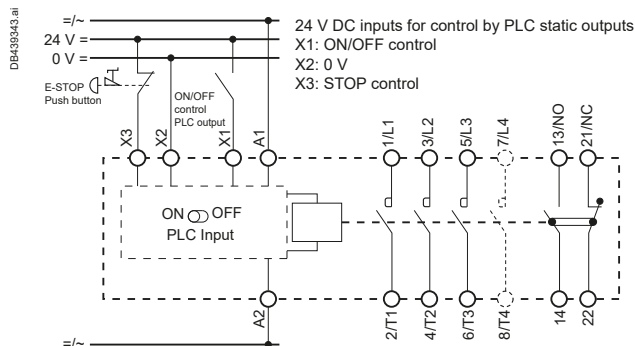 DB439343.ai
=/~
24 V =
0 V =
E-STOP
Push button
ON/OFF
control
PLC output
24 V DC inputs for control by PLC static outputs
X1: ON/OFF control
X2: 0 V
X3: STOP control
X3
X2
X1
A1
1/L1
3/L2
5/L3
7/L4
13/NO
21/NC
ON OFF
PLC Input
A2
2/T1
4/T2
6/T3
8/T4
14
22
=/~